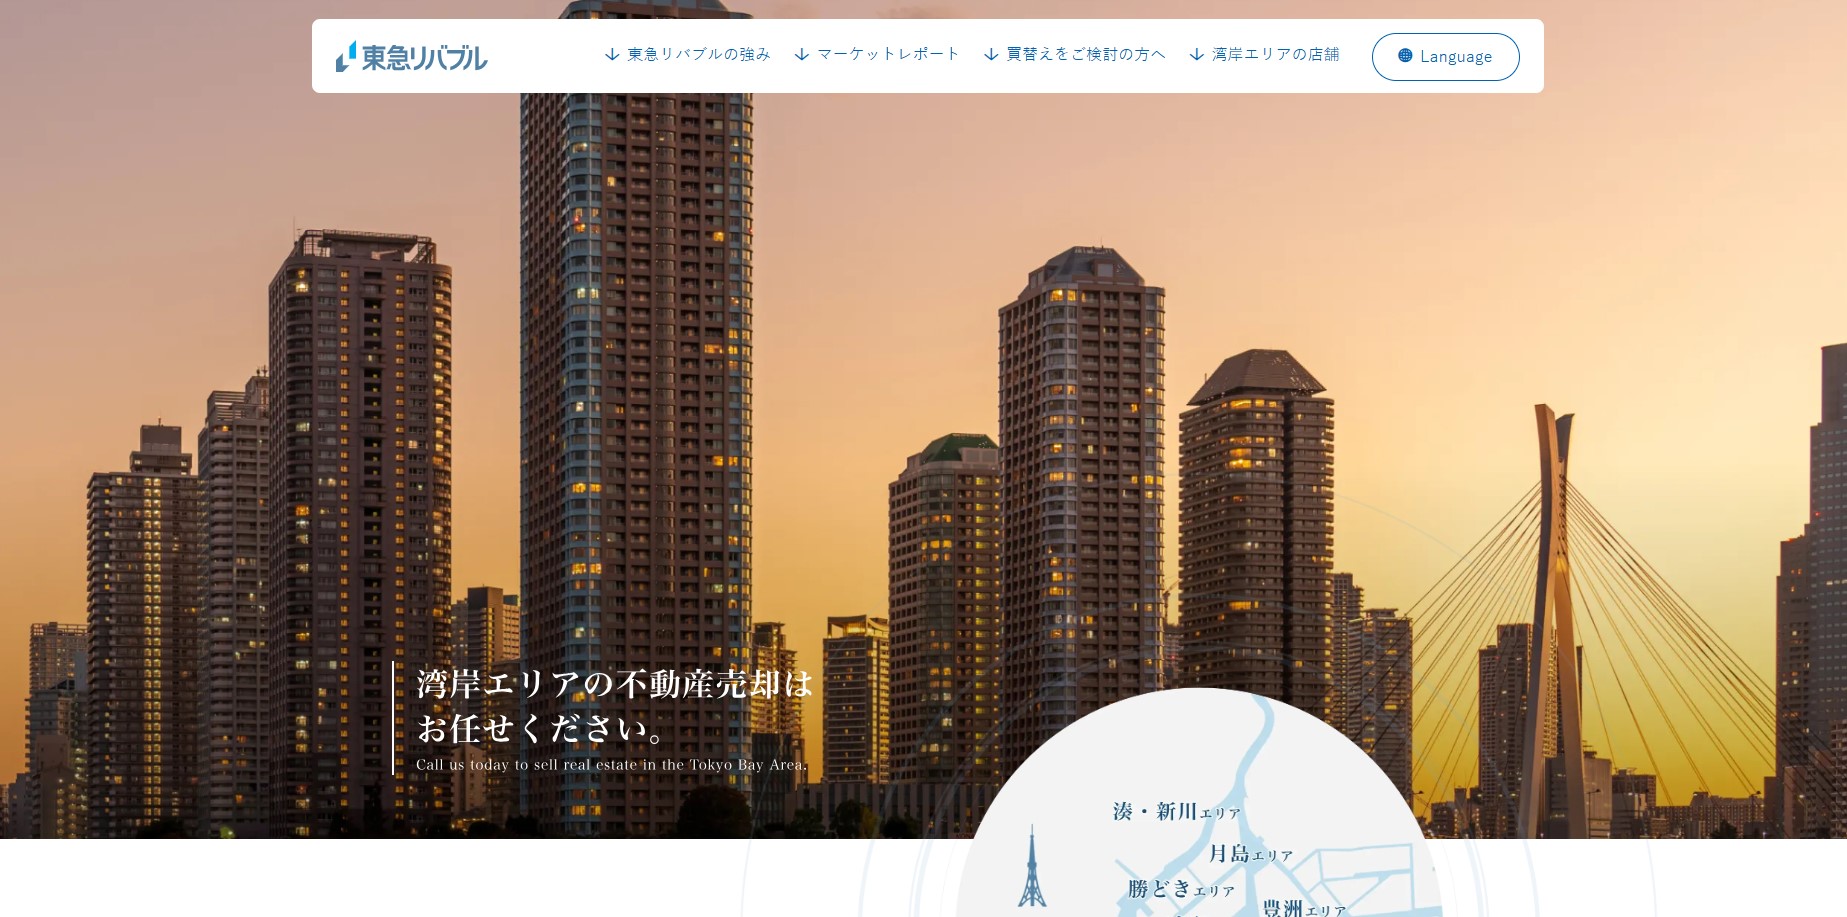 東急リバブル
東急リバブルの強み
マーケットレポート
買替えをご検討の方へ
湾岸エリアの店舗
Language
湾岸エリアの不動産売却は
お任せください。
Call us today to sell real estate in the Tokyo Bay Area.
湊・新川エリア
月島エリア
勝どきエリア
豊洲エリア